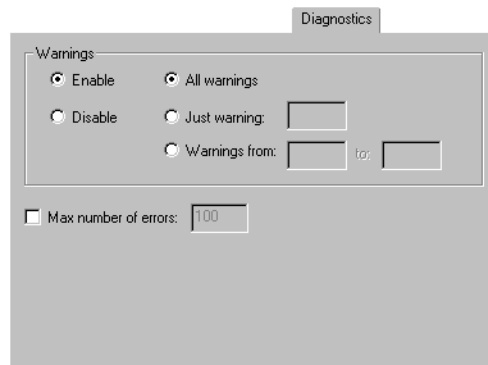 Diagnostics
Warnings
Enable All warnings
Disable Just warning:
Warnings from: to:
Max number of errors: 100